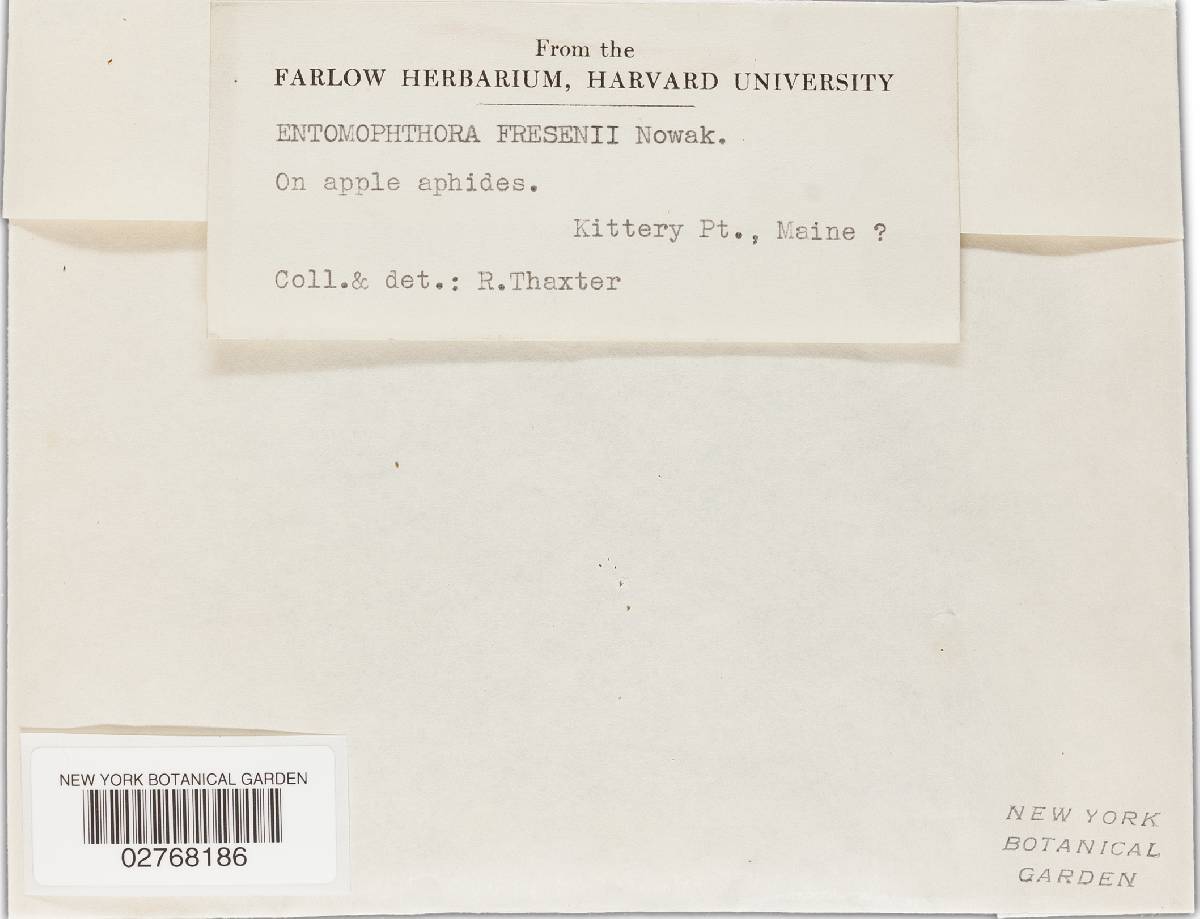 From the
FARLOW HERBARIUM, HARVARD UNIVERSITY
ENTOMOPHTHORA FRESENII Nowak.
On apple aphides.
Kittery Pt., Maine ?
Coll.& det.: R.Thaxter
NEW YORK BOTANICAL GARDEN
02768186
NEW YORK
BOTANICAL
GARDEN